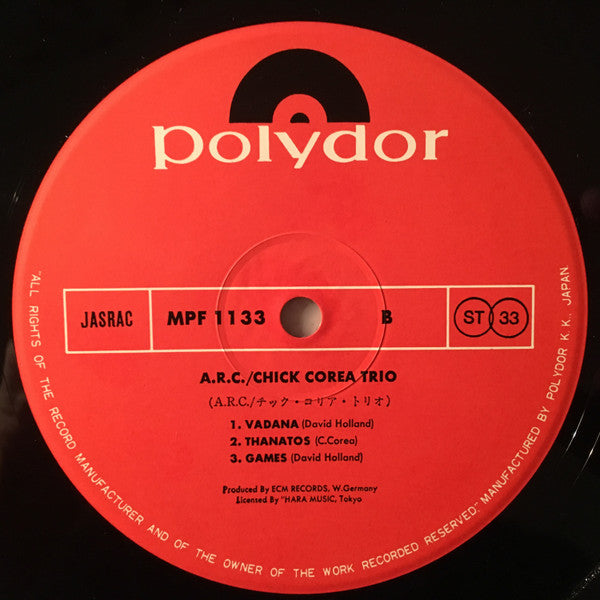 polydor
JASRAC
MPF 1133
B
ST 33
A.R.C./CHICK COREA TRIO
(A.R.C./チック・コリア・トリオ)
1. VADANA (David Holland)
2. THANATOS (C.Corea)
3. GAMES (David Holland)
Produced By ECM RECORDS, W.Germany
Licensed By "HARA MUSIC, Tokyo
"ALL RIGHTS OF THE RECORD MANUFACTURER AND OF THE OWNER OF THE WORK RECORDED RESERVED." MANUFACTURED BY POLYDOR K.K., JAPAN